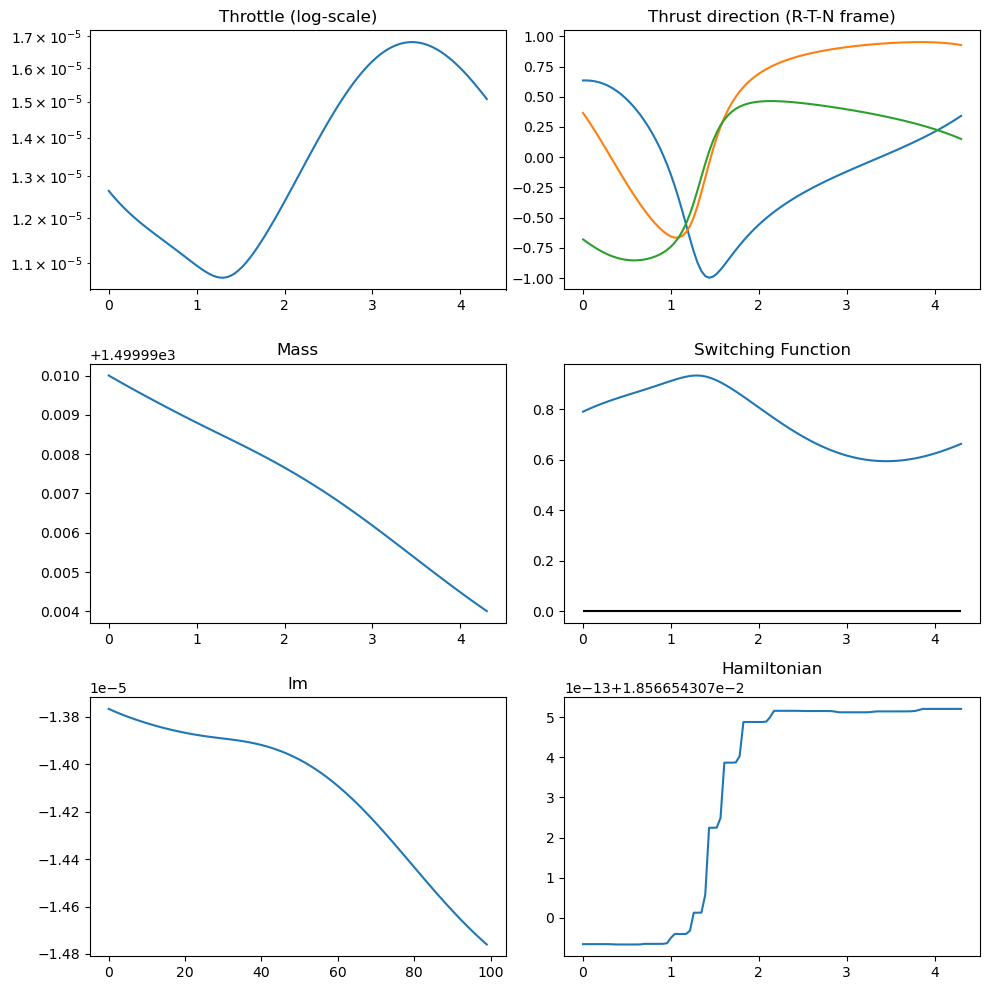 Throttle (log-scale)
1.7 × 10⁻⁵
1.6 × 10⁻⁵
1.5 × 10⁻⁵
1.4 × 10⁻⁵
1.3 × 10⁻⁵
1.2 × 10⁻⁵
1.1 × 10⁻⁵
0 1 2 3 4
Thrust direction (R-T-N frame)
1.00
0.75
0.50
0.25
0.00
−0.25
−0.50
−0.75
−1.00
0 1 2 3 4
Mass
+1.49999e3
0.010
0.009
0.008
0.007
0.006
0.005
0.004
0 1 2 3 4
Switching Function
0.8
0.6
0.4
0.2
0.0
0 1 2 3 4
lm
1e−5
−1.38
−1.40
−1.42
−1.44
−1.46
−1.48
0 20 40 60 80 100
Hamiltonian
1e−13+1.856654307e−2
5
4
3
2
1
0
0 1 2 3 4